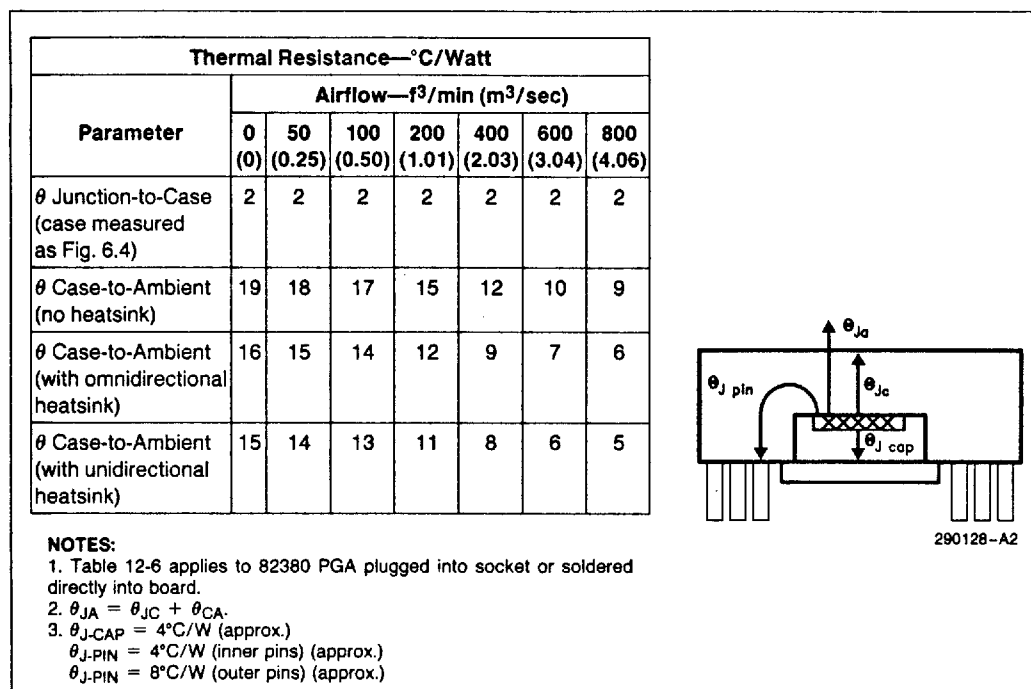 Thermal Resistance—°C/Watt
Parameter
Airflow—f³/min (m³/sec)
0 50 100 200 400 600 800
(0) (0.25) (0.50) (1.01) (2.03) (3.04) (4.06)
θ Junction-to-Case 2 2 2 2 2 2 2
(case measured
as Fig. 6.4)
θ Case-to-Ambient 19 18 17 15 12 10 9
(no heatsink)
θ Case-to-Ambient 16 15 14 12 9 7 6
(with omnidirectional
heatsink)
θ Case-to-Ambient 15 14 13 11 8 6 5
(with unidirectional
heatsink)
θJa
θJ pin
θJc
θJ cap
290128-A2
NOTES:
1. Table 12-6 applies to 82380 PGA plugged into socket or soldered
directly into board.
2. θJA = θJC + θCA.
3. θJ-CAP = 4°C/W (approx.)
θJ-PIN = 4°C/W (inner pins) (approx.)
θJ-PIN = 8°C/W (outer pins) (approx.)